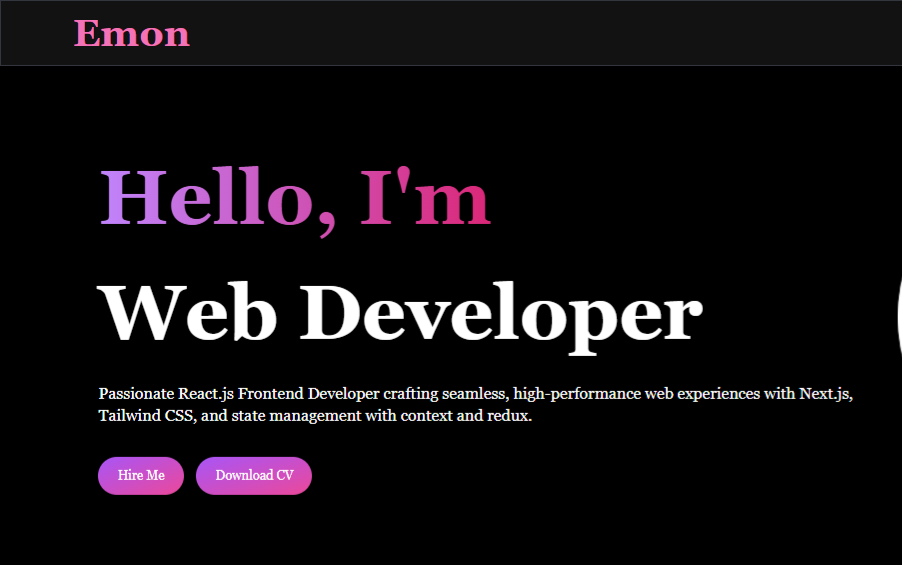 Emon
Hello, I'm
Web Developer
Passionate React.js Frontend Developer crafting seamless, high-performance web experiences with Next.js,
Tailwind CSS, and state management with context and redux.
Hire Me
Download CV